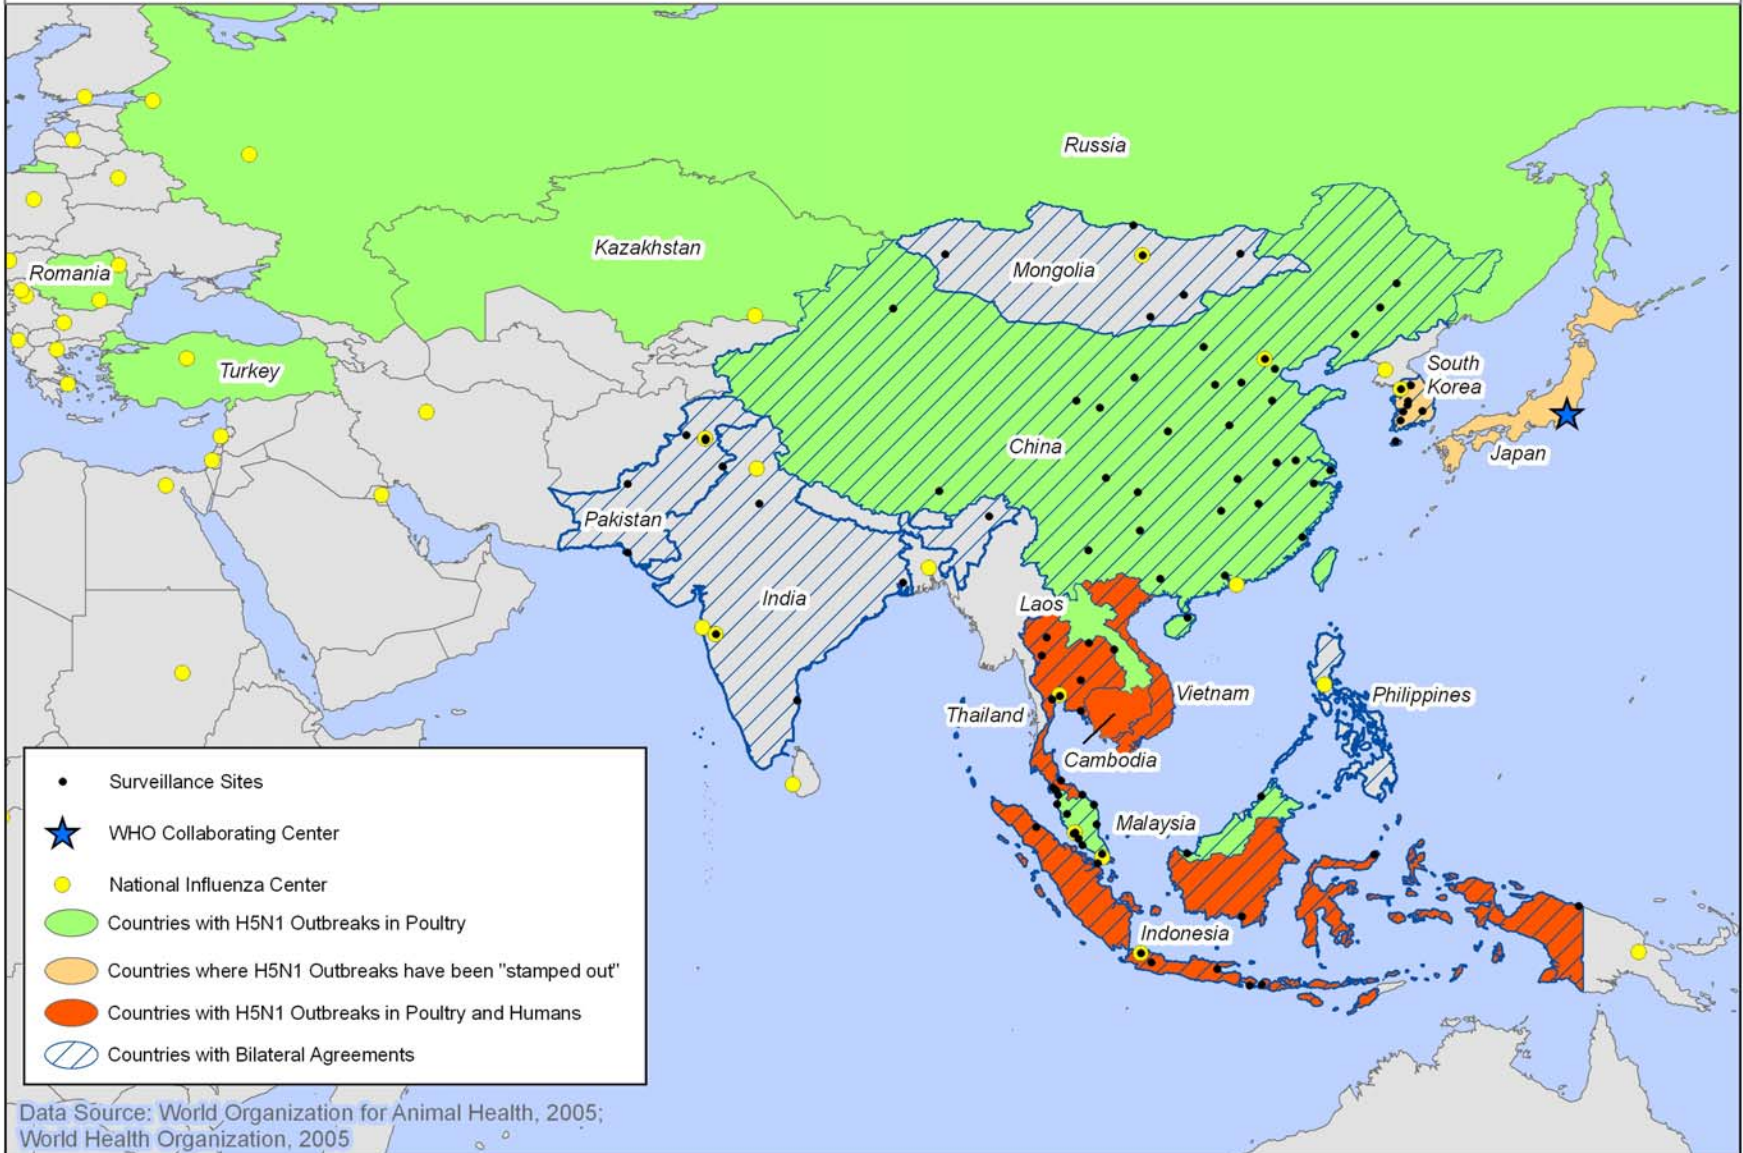 Russia
Kazakhstan
Mongolia
Romania
Turkey
South
Korea
China
Japan
Pakistan
India
Laos
Vietnam
Philippines
Thailand
Cambodia
Malaysia
Indonesia
Surveillance Sites
WHO Collaborating Center
National Influenza Center
Countries with H5N1 Outbreaks in Poultry
Countries where H5N1 Outbreaks have been "stamped out"
Countries with H5N1 Outbreaks in Poultry and Humans
Countries with Bilateral Agreements
Data Source: World Organization for Animal Health, 2005;
World Health Organization, 2005